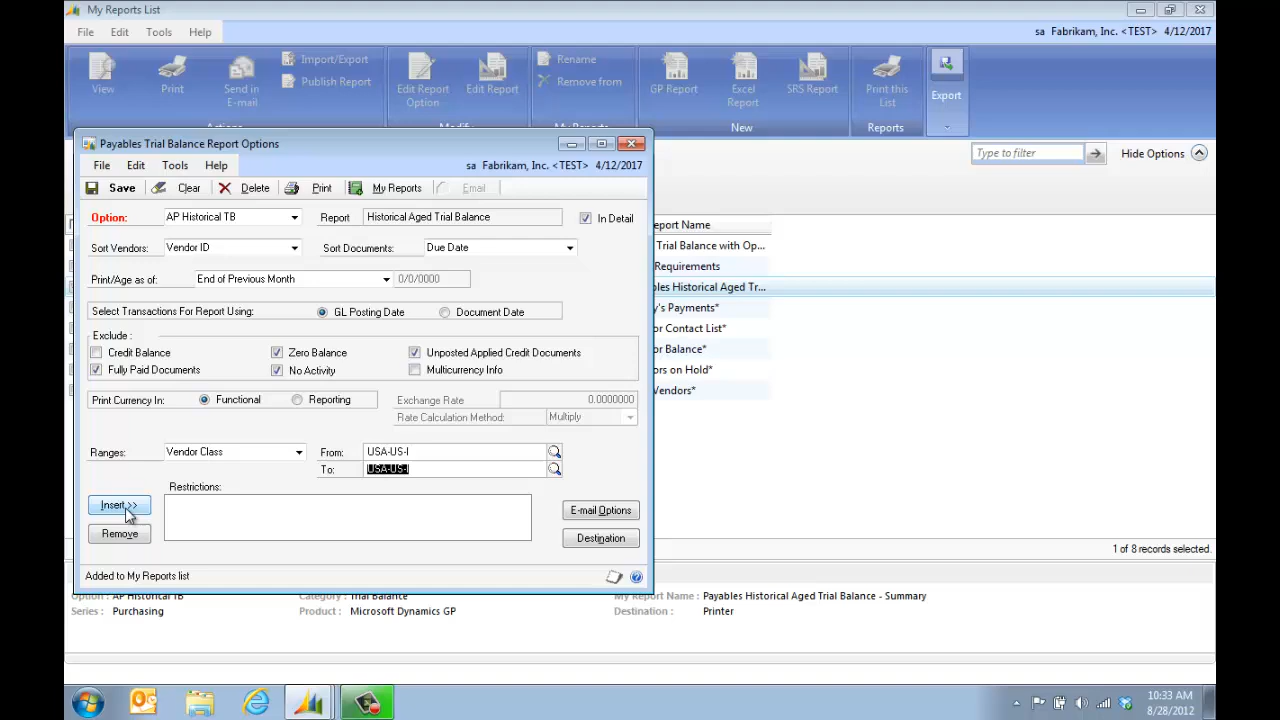 My Reports List
File Edit Tools Help
sa Fabrikam, Inc. <TEST> 4/12/2017
View
Print
Send in E-mail
Import/Export
Publish Report
Edit Report Option
Edit Report
Rename
Remove from
GP Report
Excel Report
SRS Report
Print this List
Export
Modify
My Reports
New
Reports
Type to filter
Hide Options
Payables Trial Balance Report Options
File Edit Tools Help
sa Fabrikam, Inc. <TEST> 4/12/2017
Save Clear Delete Print My Reports Email
Option: AP Historical TB Report Historical Aged Trial Balance In Detail
Sort Vendors: Vendor ID Sort Documents: Due Date
Print/Age as of: End of Previous Month 0/0/0000
Select Transactions For Report Using: GL Posting Date Document Date
Exclude :
Credit Balance Zero Balance Unposted Applied Credit Documents
Fully Paid Documents No Activity Multicurrency Info
Print Currency In: Functional Reporting Exchange Rate 0.0000000
Rate Calculation Method: Multiply
Ranges: Vendor Class From: USA-US-I
To: USA-US-I
Restrictions:
Insert >>
Remove
E-mail Options
Destination
Added to My Reports list
eport Name
Trial Balance with Op...
Requirements
bles Historical Aged Tr...
y's Payments*
or Contact List*
or Balance*
ors on Hold*
Vendors*
1 of 8 records selected.
Option : AP Historical TB Category : Trial Balance My Report Name : Payables Historical Aged Trial Balance - Summary
Series : Purchasing Product : Microsoft Dynamics GP Destination : Printer
10:33 AM
8/28/2012